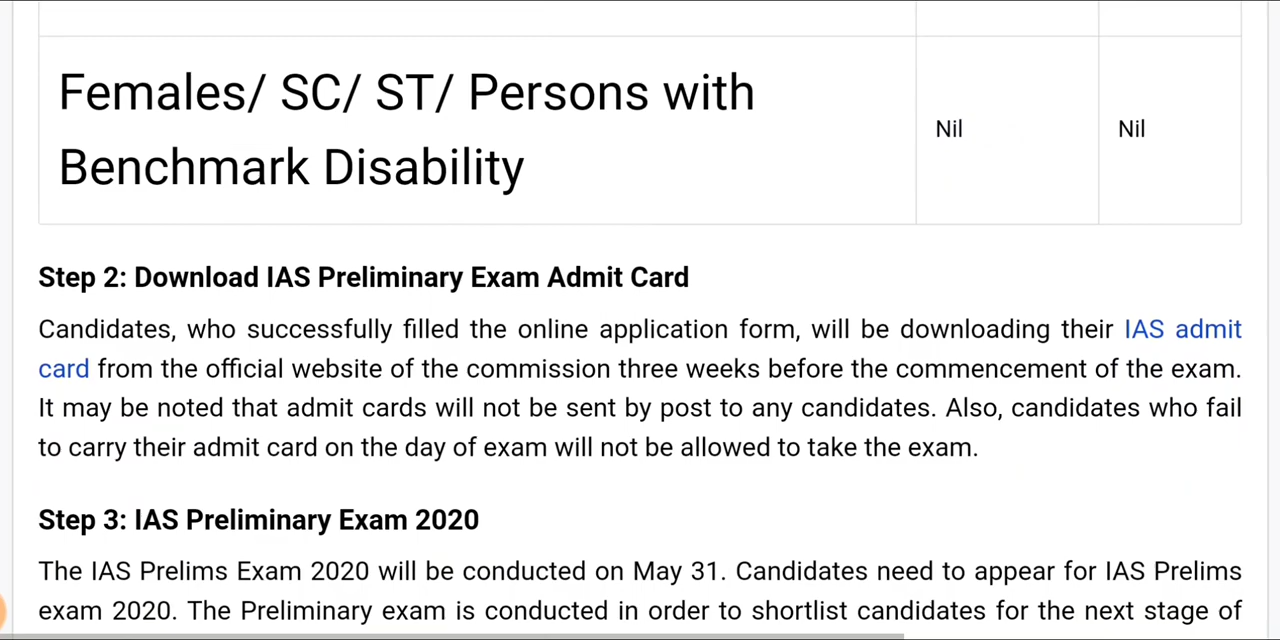 Females/ SC/ ST/ Persons with
Benchmark Disability
Nil
Nil
Step 2: Download IAS Preliminary Exam Admit Card
Candidates, who successfully filled the online application form, will be downloading their IAS admit
card from the official website of the commission three weeks before the commencement of the exam.
It may be noted that admit cards will not be sent by post to any candidates. Also, candidates who fail
to carry their admit card on the day of exam will not be allowed to take the exam.
Step 3: IAS Preliminary Exam 2020
The IAS Prelims Exam 2020 will be conducted on May 31. Candidates need to appear for IAS Prelims
exam 2020. The Preliminary exam is conducted in order to shortlist candidates for the next stage of